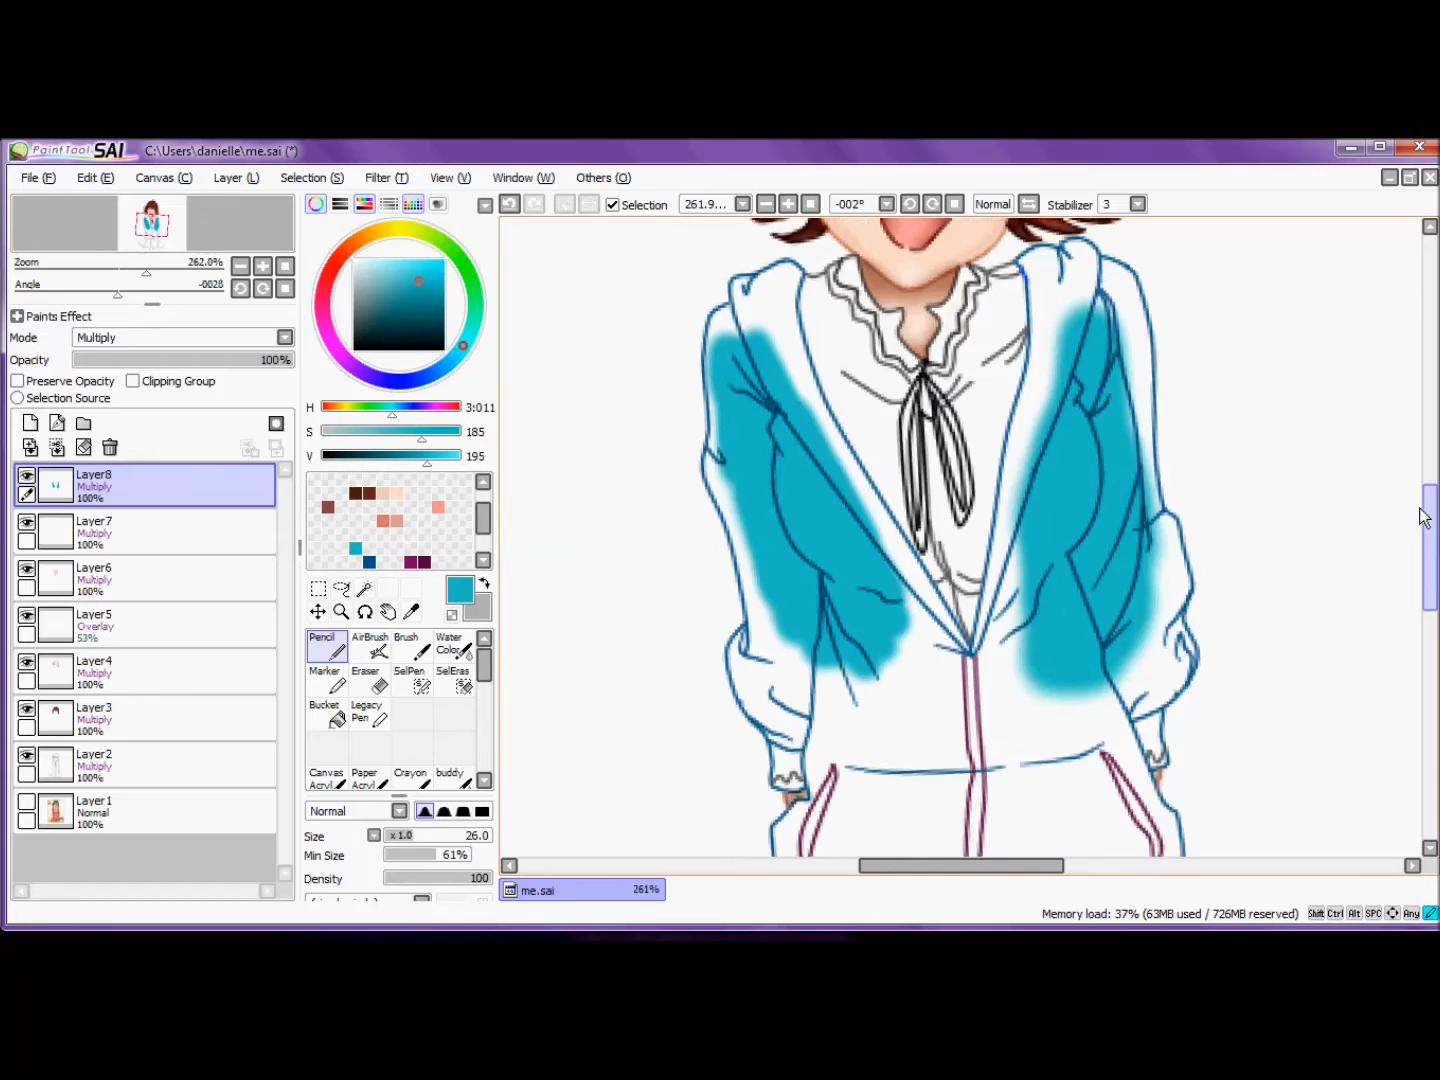 PaintTool SAI C:\Users\danielle\me.sai (*)
File (F) Edit (E) Canvas (C) Layer (L) Selection (S) Filter (T) View (V) Window (W) Others (O)
Selection 261.9... -002° Normal Stabilizer 3
Zoom 262.0%
Angle -0028
Paints Effect
Mode Multiply
Opacity 100%
Preserve Opacity Clipping Group
Selection Source
Layer8
Multiply
100%
Layer7
Multiply
100%
Layer6
Multiply
100%
Layer5
Overlay
53%
Layer4
Multiply
100%
Layer3
Multiply
100%
Layer2
Multiply
100%
Layer1
Normal
100%
H 3:011
S 185
V 195
Pencil AirBrush Brush Water
Color
Marker Eraser SelPen SelEras
Bucket Legacy
Pen
Canvas Paper Crayon buddy
Acryl Acryl
Normal
Size x 1.0 26.0
Min Size 61%
Density 100
me.sai 261%
Memory load: 37% (63MB used / 726MB reserved) Shift Ctrl Alt SPC Any